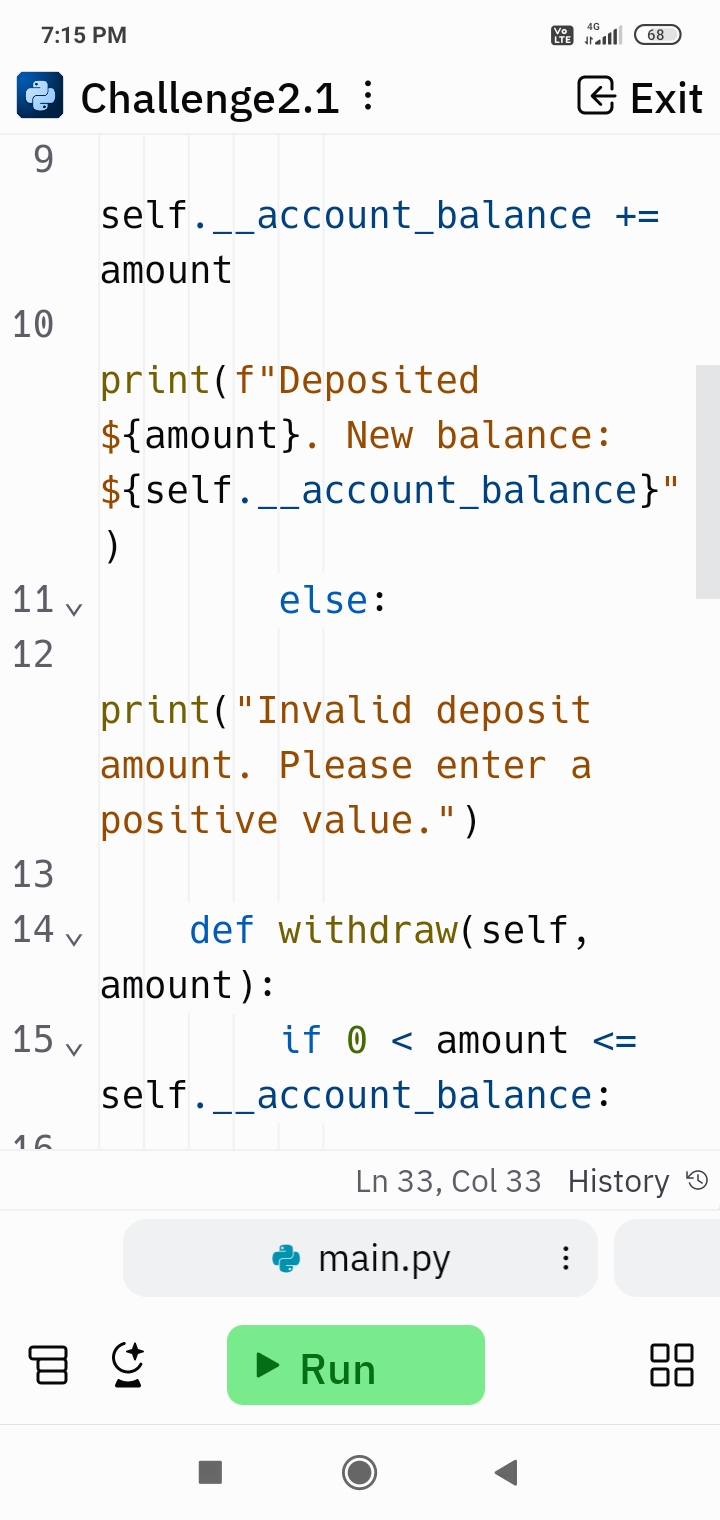 7:15 PM
Vo LTE 4G 68
Challenge2.1 Exit
9
self.__account_balance +=
amount
10
print(f"Deposited
${amount}. New balance:
${self.__account_balance}"
)
11 else:
12
print("Invalid deposit
amount. Please enter a
positive value.")
13
14 def withdraw(self,
amount):
15 if 0 < amount <=
self.__account_balance:
16
Ln 33, Col 33 History
main.py
Run